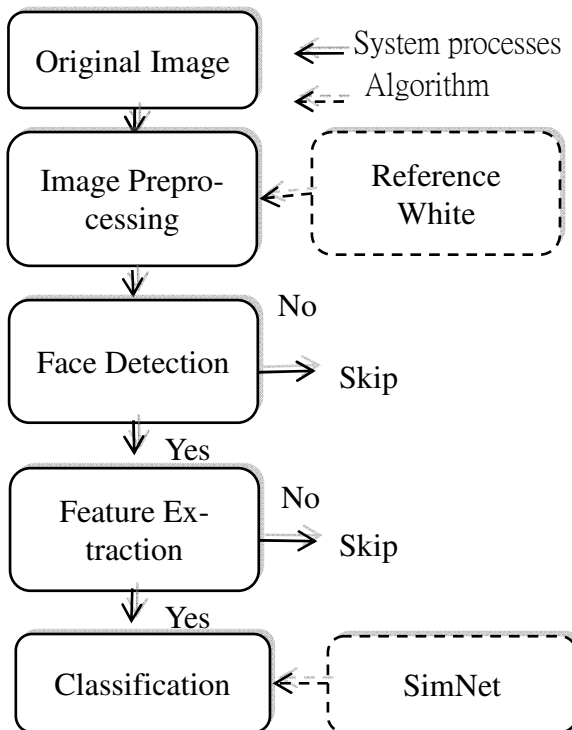 Original Image
System processes
Algorithm
Image Prepro-
cessing
Reference
White
No
Face Detection
Skip
Yes
Feature Ex-
traction
No
Skip
Yes
Classification
SimNet